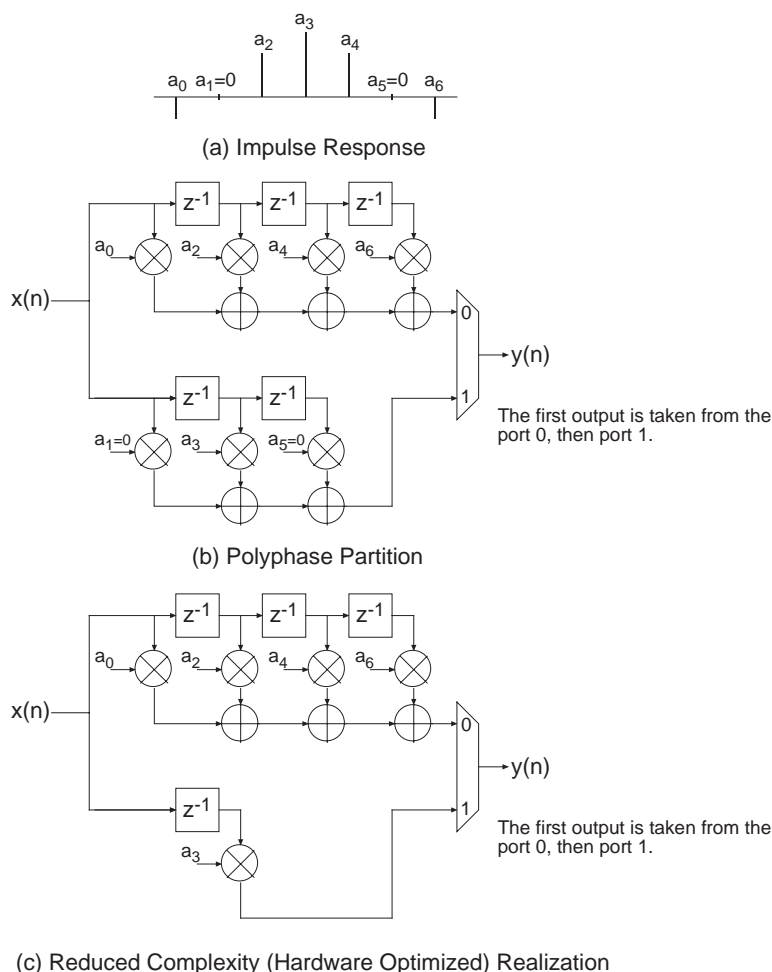 a3
a2 a4
a0 a1=0 a5=0 a6
(a) Impulse Response
z-1 z-1 z-1
a0 a2 a4 a6
x(n)
0
y(n)
z-1 z-1
1
The first output is taken from the
port 0, then port 1.
a1=0 a3 a5=0
(b) Polyphase Partition
z-1 z-1 z-1
a0 a2 a4 a6
x(n)
0
y(n)
z-1
1
The first output is taken from the
port 0, then port 1.
a3
(c) Reduced Complexity (Hardware Optimized) Realization